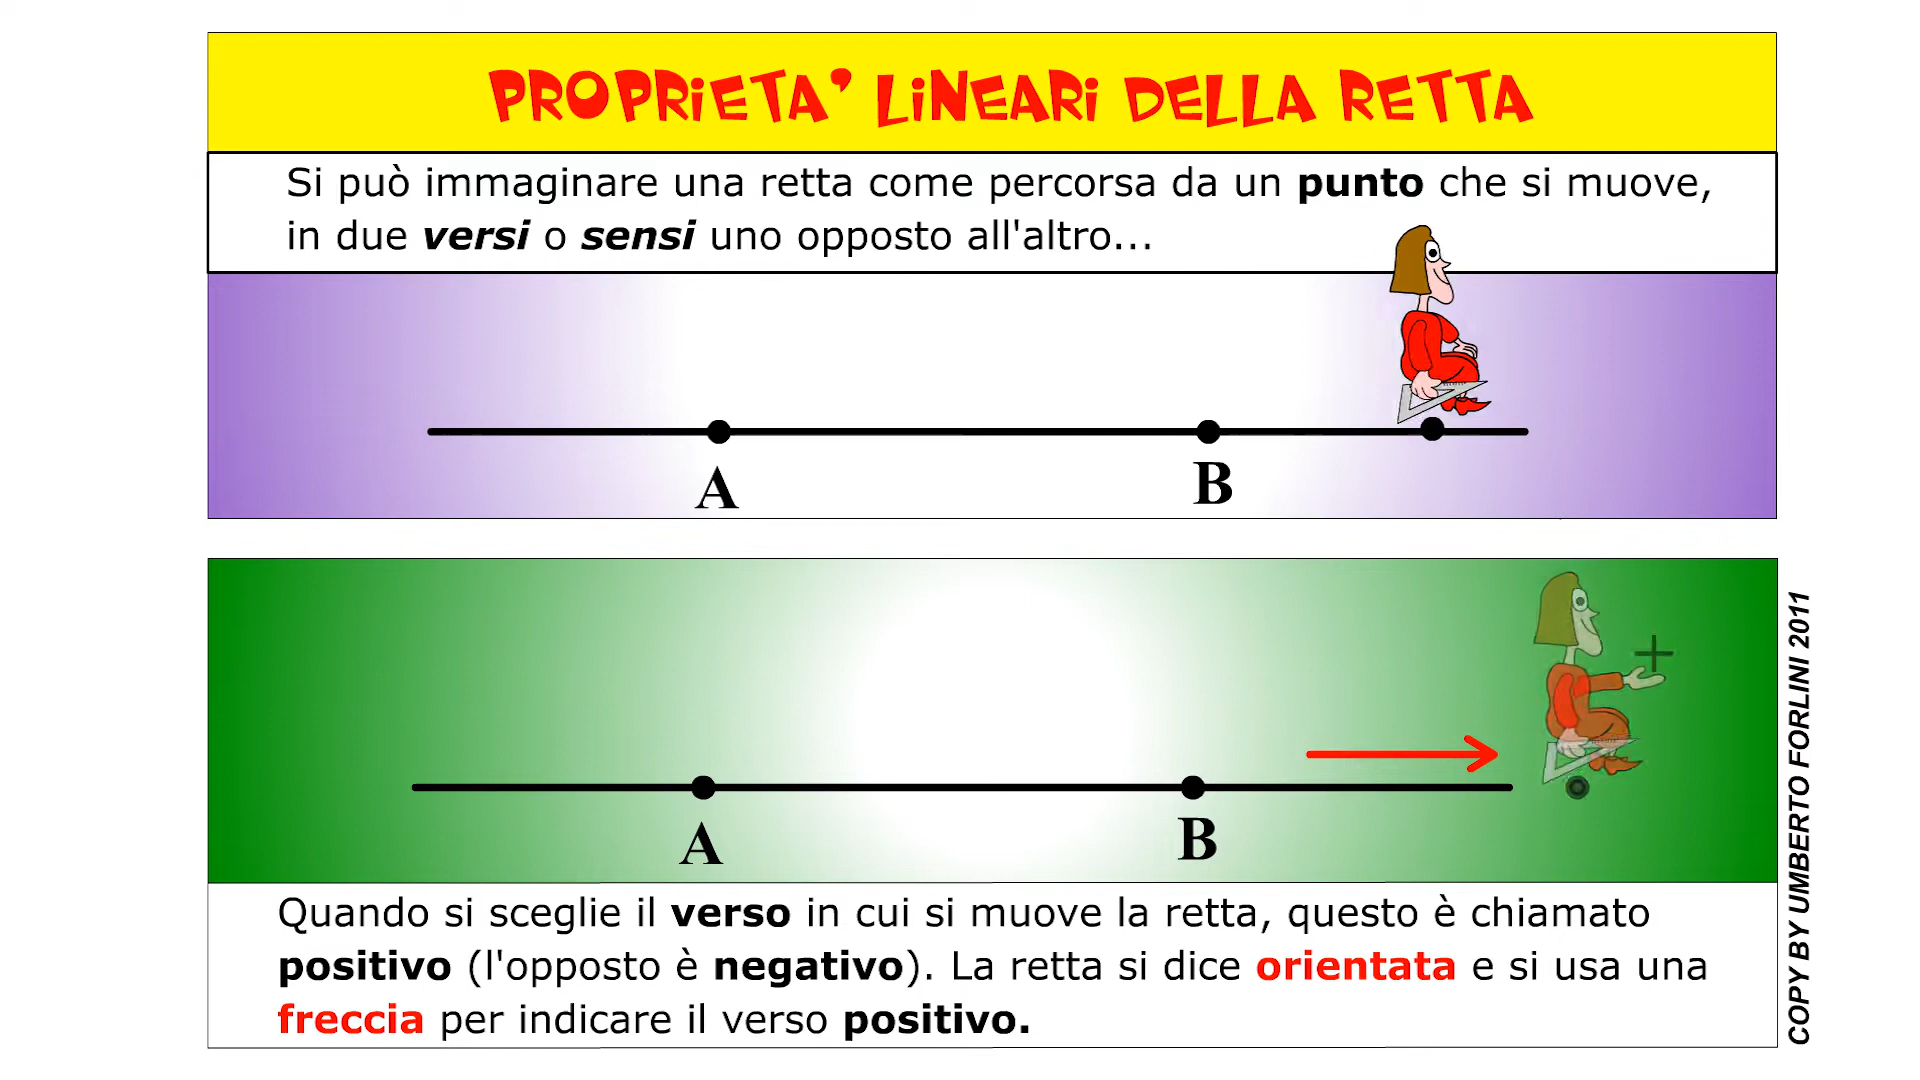 PROPRiETA' LiNEARi DELLA RETTA
Si può immaginare una retta come percorsa da un punto che si muove,
in due versi o sensi uno opposto all'altro...
A
B
+
A
B
Quando si sceglie il verso in cui si muove la retta, questo è chiamato
positivo (l'opposto è negativo). La retta si dice orientata e si usa una
freccia per indicare il verso positivo.
COPY BY UMBERTO FORLINI 2011